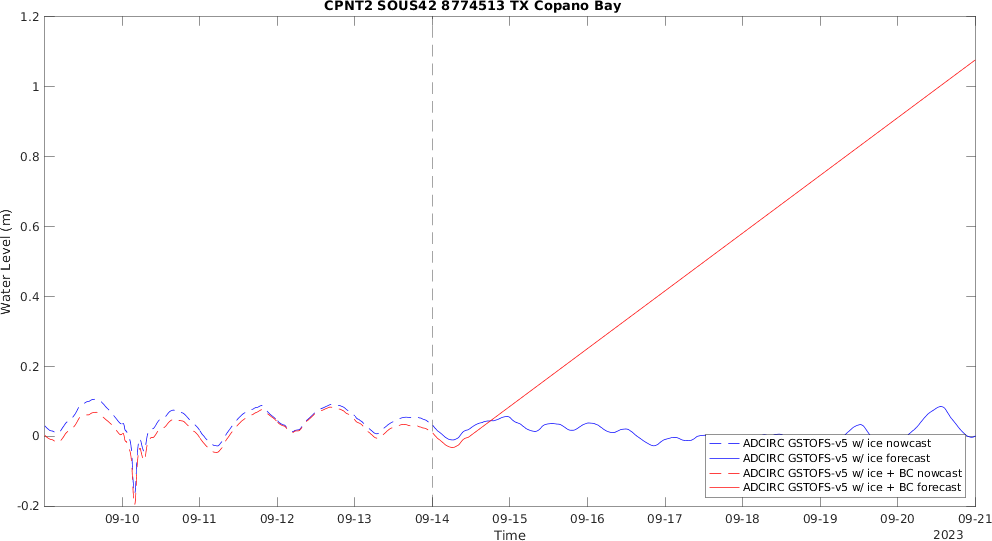 CPNT2 SOUS42 8774513 TX Copano Bay
1.2
1
0.8
0.6
0.4
0.2
0
-0.2
Water Level (m)
09-10 09-11 09-12 09-13 09-14 09-15 09-16 09-17 09-18 09-19 09-20 09-21
Time
2023
ADCIRC GSTOFS-v5 w/ ice nowcast
ADCIRC GSTOFS-v5 w/ ice forecast
ADCIRC GSTOFS-v5 w/ ice + BC nowcast
ADCIRC GSTOFS-v5 w/ ice + BC forecast